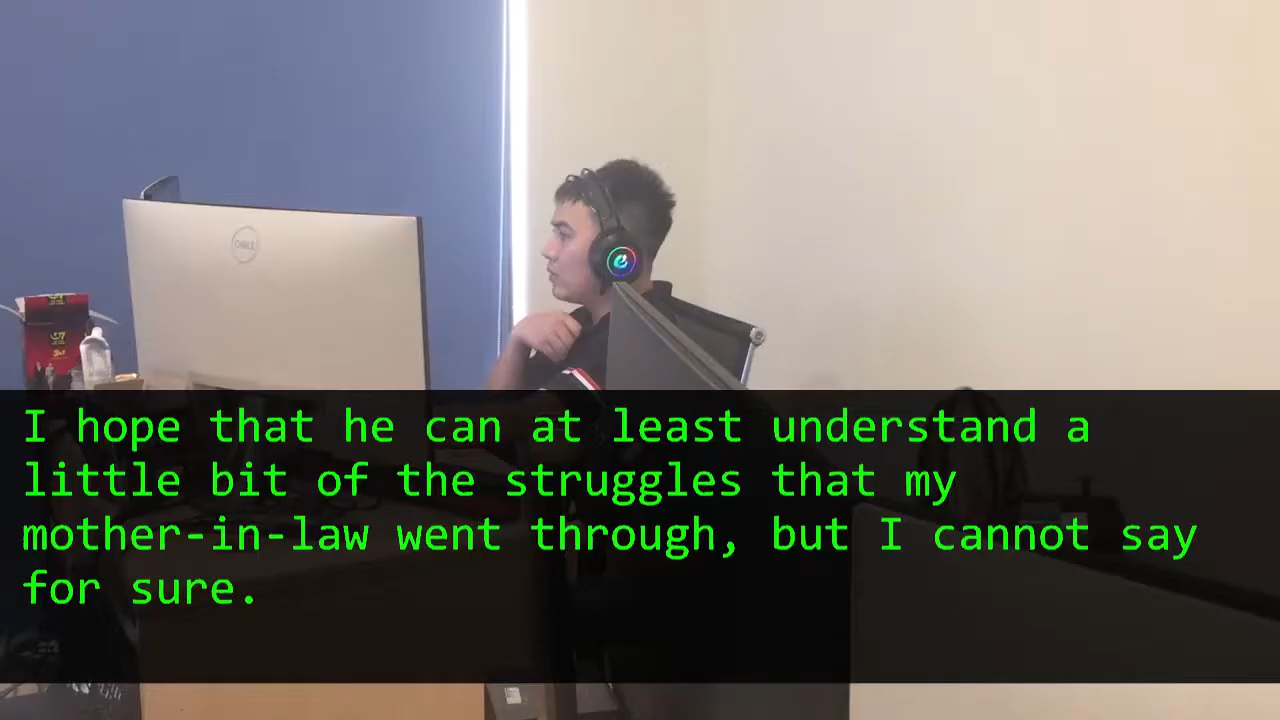 DELL
I hope that he can at least understand a
little bit of the struggles that my
mother-in-law went through, but I cannot say
for sure.